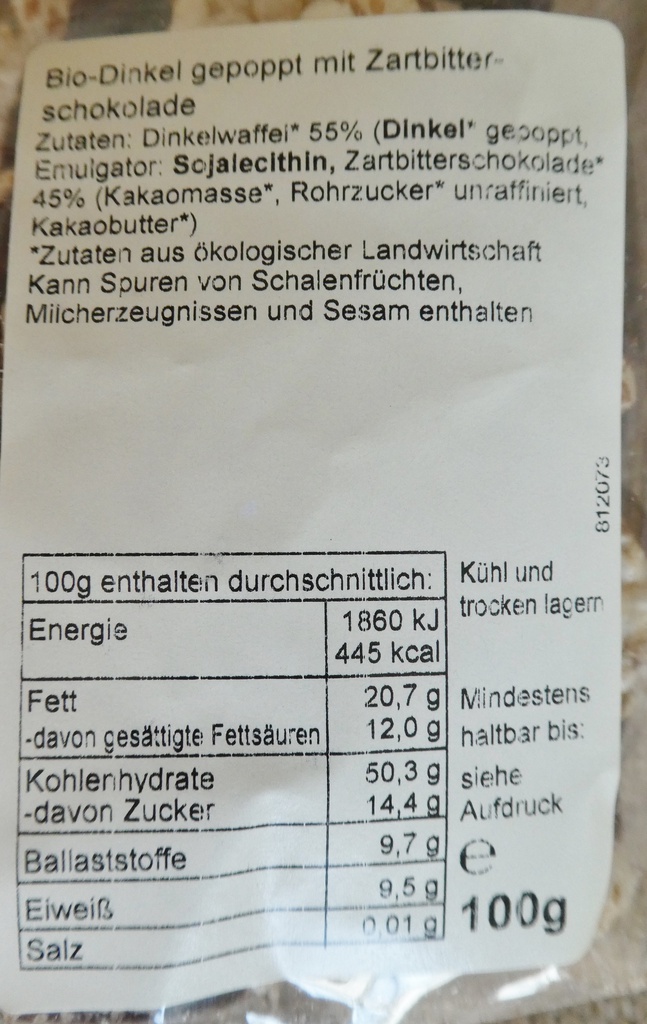 Bio-Dinkel gepoppt mit Zartbitter-
schokolade
Zutaten: Dinkelwaffel* 55% (Dinkel* gepoppt,
Emulgator: Sojalecithin, Zartbitterschokolade*
45% (Kakaomasse*, Rohrzucker* unraffiniert,
Kakaobutter*)
*Zutaten aus ökologischer Landwirtschaft
Kann Spuren von Schalenfrüchten,
Milcherzeugnissen und Sesam enthalten
812073
100g enthalten durchschnittlich:
Energie 1860 kJ
445 kcal
Fett 20,7 g
-davon gesättigte Fettsäuren 12,0 g
Kohlenhydrate 50,3 g
-davon Zucker 14,4 g
Ballaststoffe 9,7 g
Eiweiß 9,5 g
Salz 0,01 g
Kühl und
trocken lagern
Mindestens
haltbar bis:
siehe
Aufdruck
e
100g